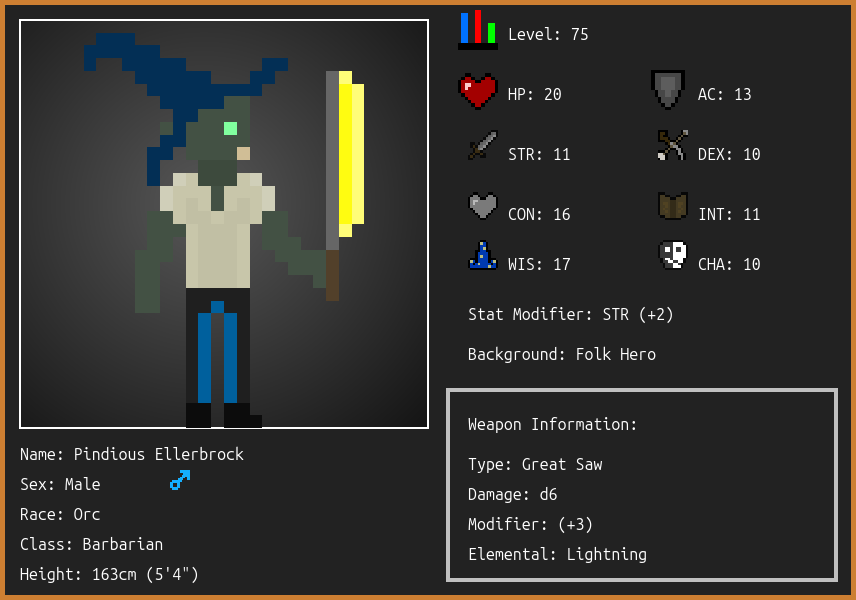 Level: 75
HP: 20
AC: 13
STR: 11
DEX: 10
CON: 16
INT: 11
WIS: 17
CHA: 10
Stat Modifier: STR (+2)
Background: Folk Hero
Weapon Information:
Type: Great Saw
Damage: d6
Modifier: (+3)
Elemental: Lightning
Name: Pindious Ellerbrock
Sex: Male
Race: Orc
Class: Barbarian
Height: 163cm (5'4")